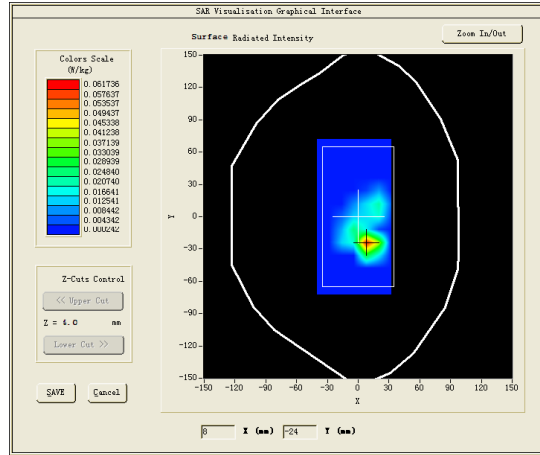 SAR Visualisation Graphical Interface
Surface Radiated Intensity
Zoom In/Out
Colors Scale
(W/kg)
0.061736
0.057637
0.053537
0.049437
0.045338
0.041238
0.037139
0.033039
0.028939
0.024840
0.020740
0.016641
0.012541
0.008442
0.004342
0.000242
Z-Cuts Control
<< Upper Cut
Z = 4.0 mm
Lower Cut >>
SAVE
Cancel
150
120
90
60
30
0
-30
-60
-90
-120
-150
Y
-150 -120 -90 -60 -30 0 30 60 90 120 150
X
8 X (mm) -24 Y (mm)